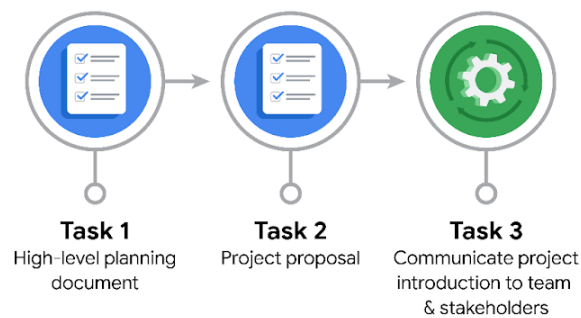 Task 1
High-level planning
document
Task 2
Project proposal
Task 3
Communicate project
introduction to team
& stakeholders